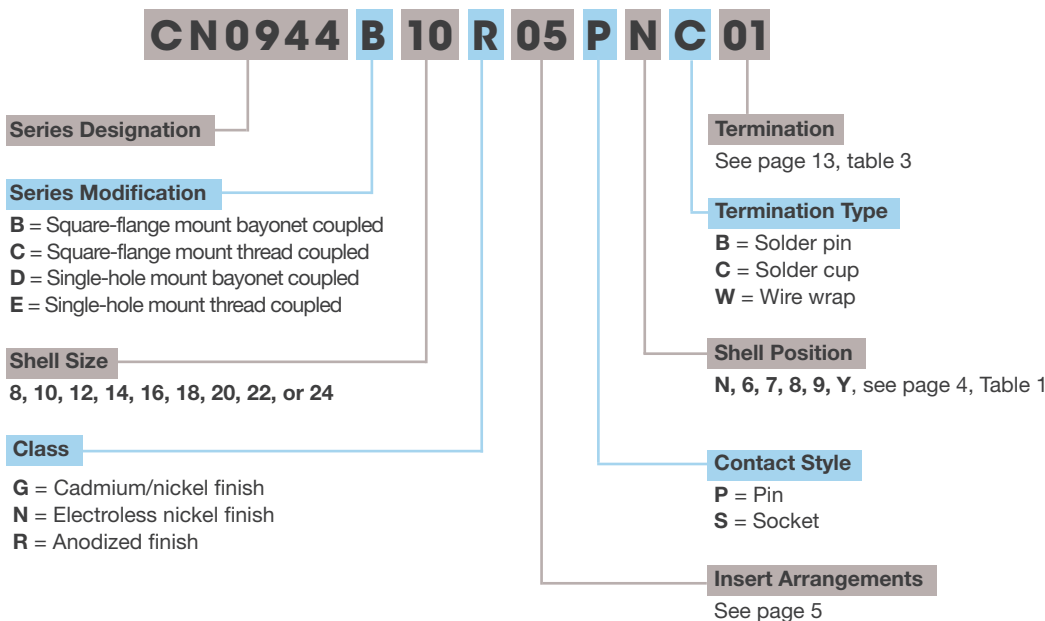 CN0944 B 10 R 05 P N C 01
Series Designation
Series Modification
B = Square-flange mount bayonet coupled
C = Square-flange mount thread coupled
D = Single-hole mount bayonet coupled
E = Single-hole mount thread coupled
Shell Size
8, 10, 12, 14, 16, 18, 20, 22, or 24
Class
G = Cadmium/nickel finish
N = Electroless nickel finish
R = Anodized finish
Termination
See page 13, table 3
Termination Type
B = Solder pin
C = Solder cup
W = Wire wrap
Shell Position
N, 6, 7, 8, 9, Y, see page 4, Table 1
Contact Style
P = Pin
S = Socket
Insert Arrangements
See page 5